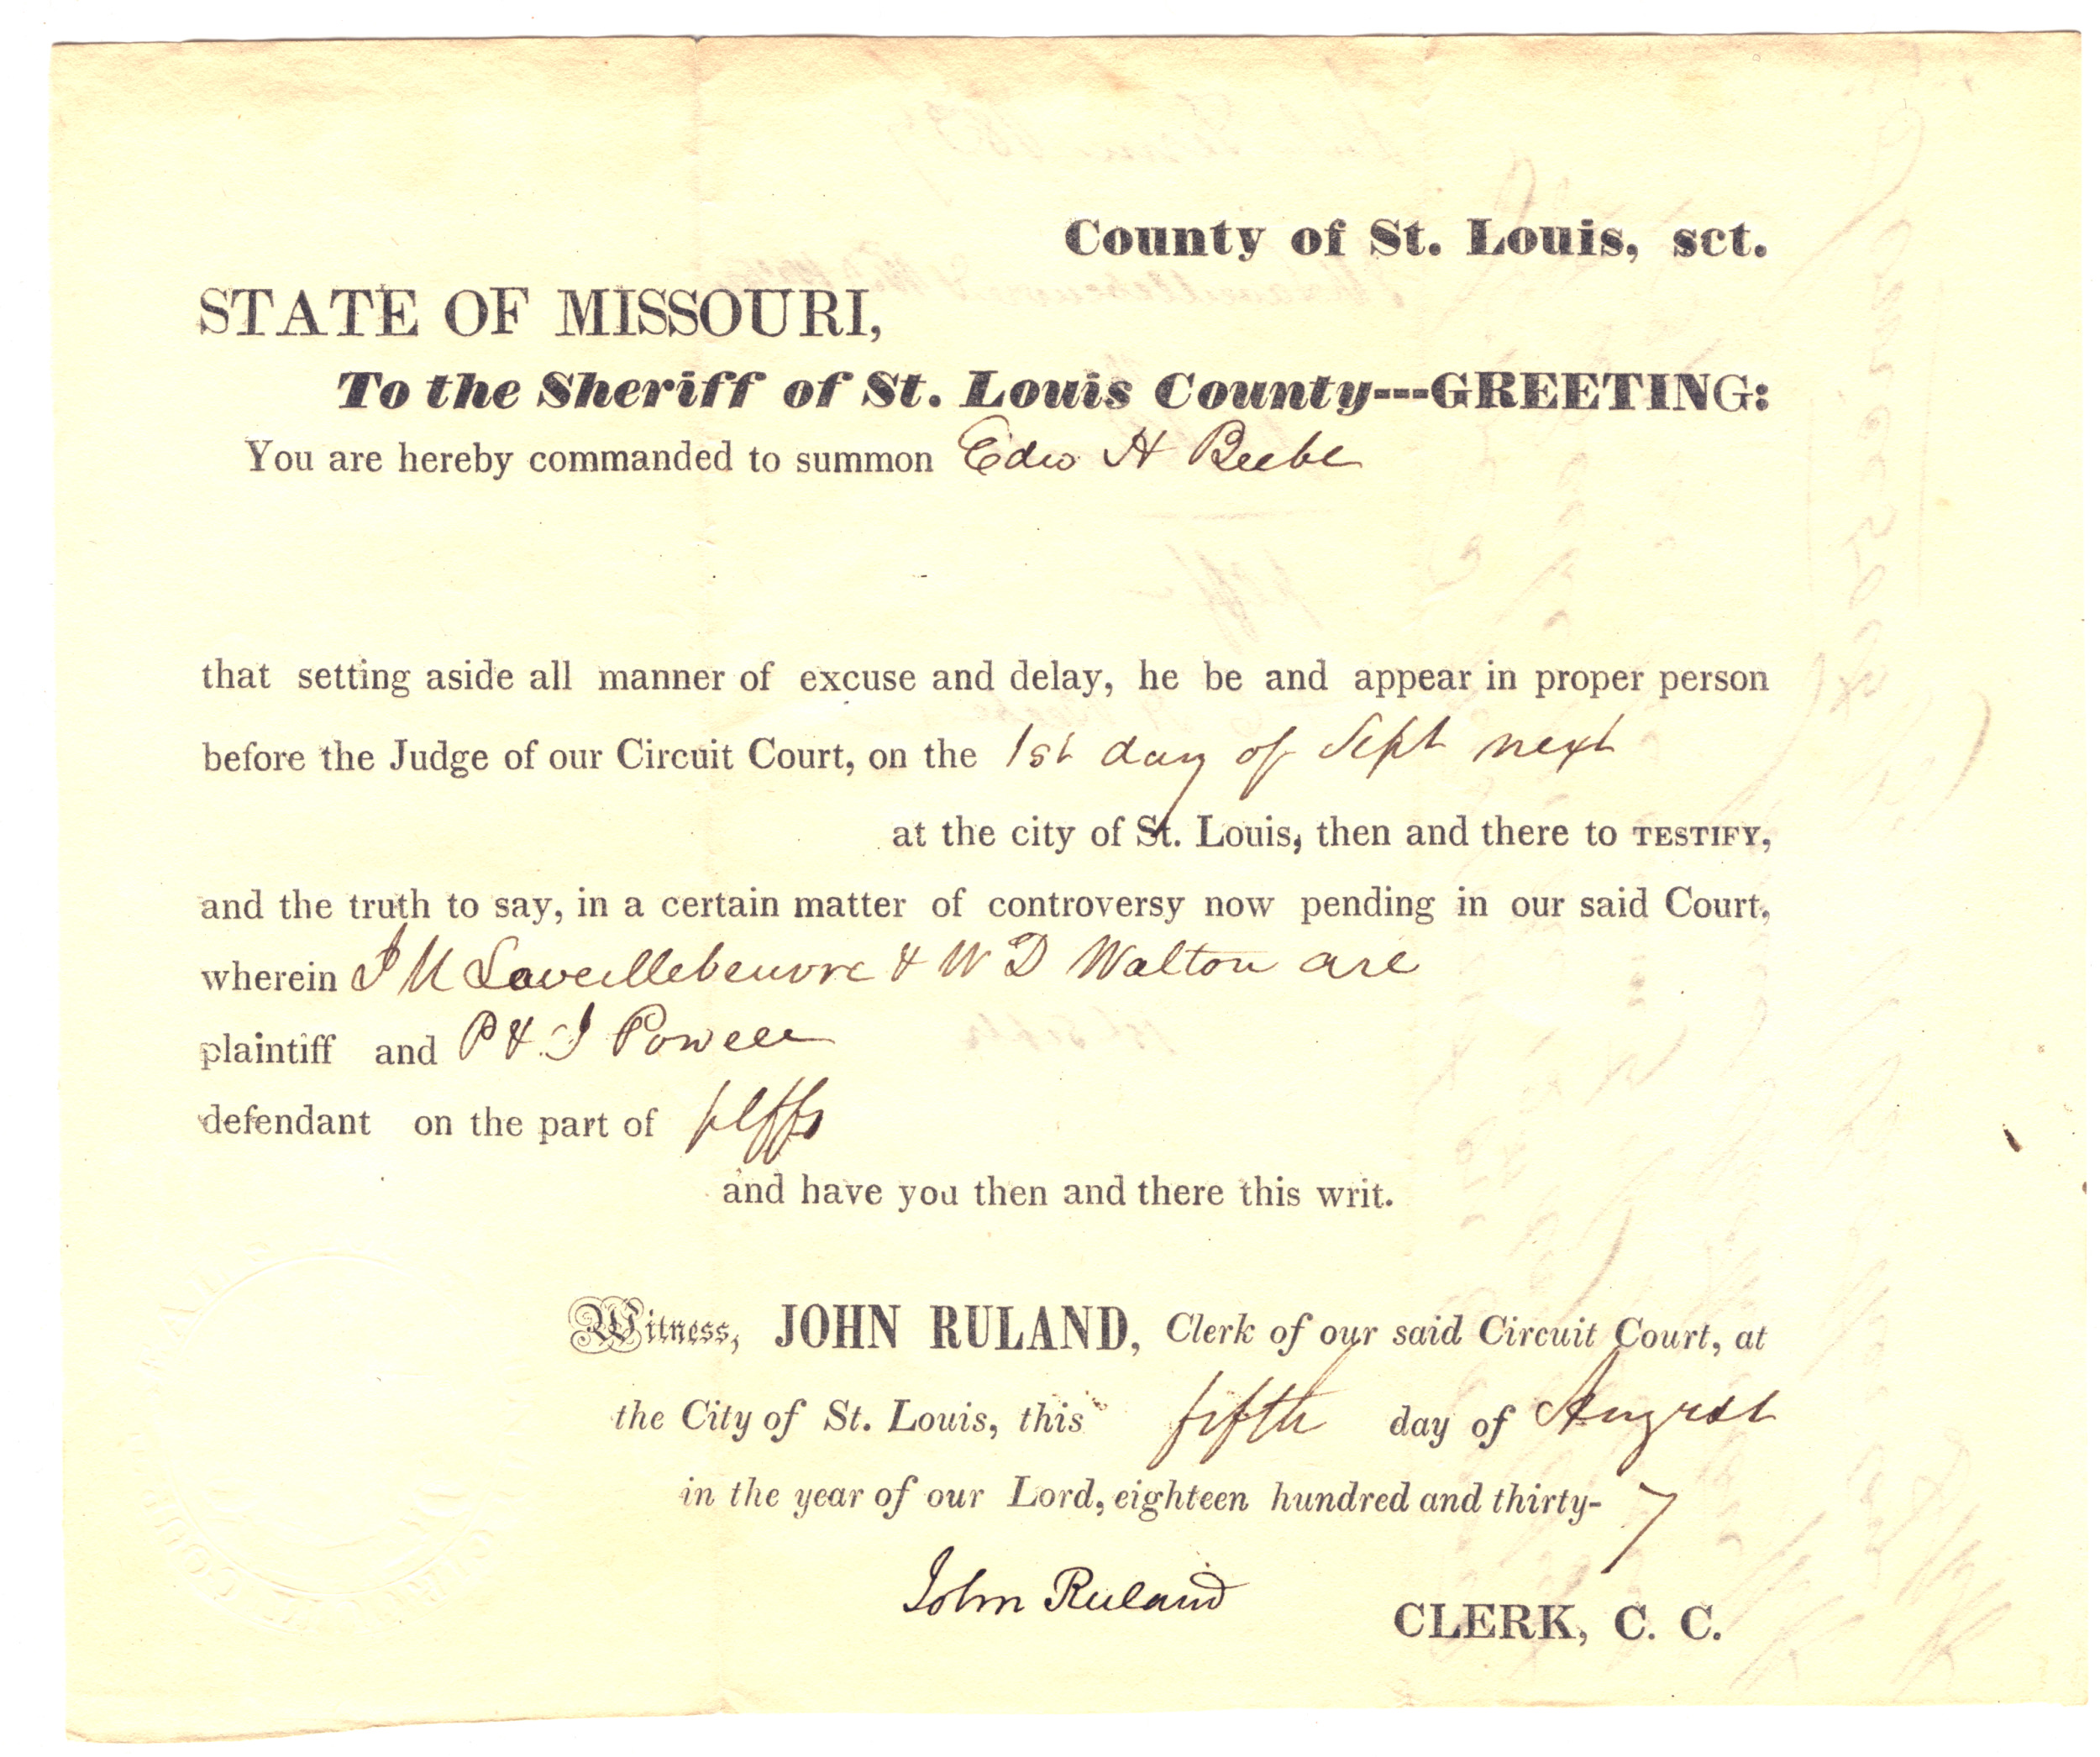 County of St. Louis, sct.
STATE OF MISSOURI,
To the Sheriff of St. Louis County---GREETING:
You are hereby commanded to summon Edw H Beebe
that setting aside all manner of excuse and delay, he be and appear in proper person
before the Judge of our Circuit Court, on the 1st day of Sept next
at the city of St. Louis, then and there to TESTIFY,
and the truth to say, in a certain matter of controversy now pending in our said Court,
wherein J M Laveillebeuvre & W D Walton are
plaintiff and P & J Powell
defendant on the part of plffs
and have you then and there this writ.
Witness, JOHN RULAND, Clerk of our said Circuit Court, at
the City of St. Louis, this fifth day of August
in the year of our Lord, eighteen hundred and thirty-7
John Ruland
CLERK, C. C.